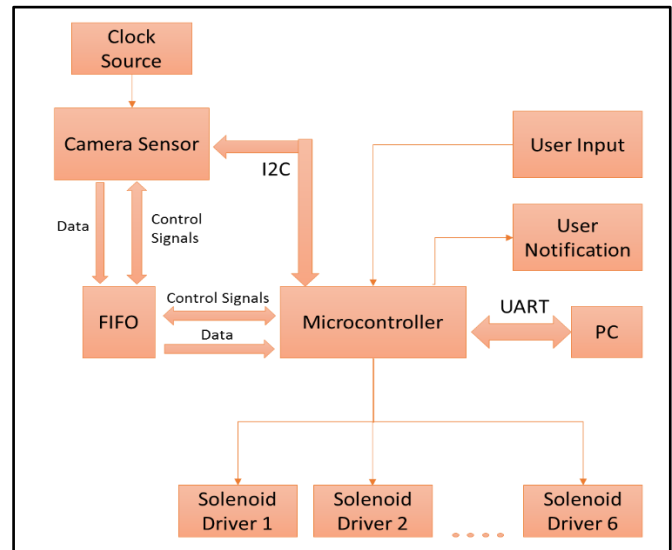 Clock
Source
Camera Sensor
I2C
User Input
Data
Control
Signals
User
Notification
FIFO
Control Signals
Data
Microcontroller
UART
PC
Solenoid
Driver 1
Solenoid
Driver 2
Solenoid
Driver 6